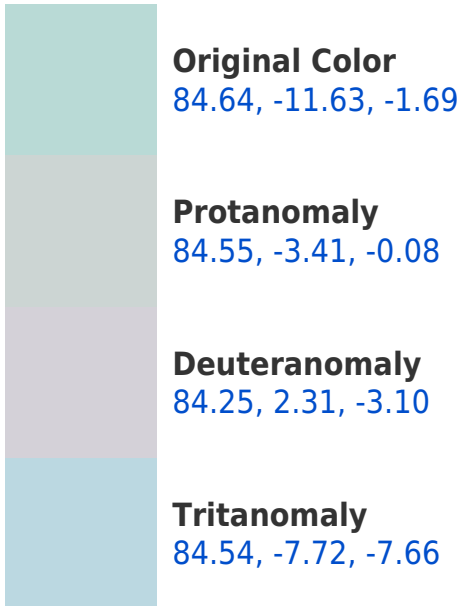 Original Color
84.64, -11.63, -1.69
Protanomaly
84.55, -3.41, -0.08
Deuteranomaly
84.25, 2.31, -3.10
Tritanomaly
84.54, -7.72, -7.66